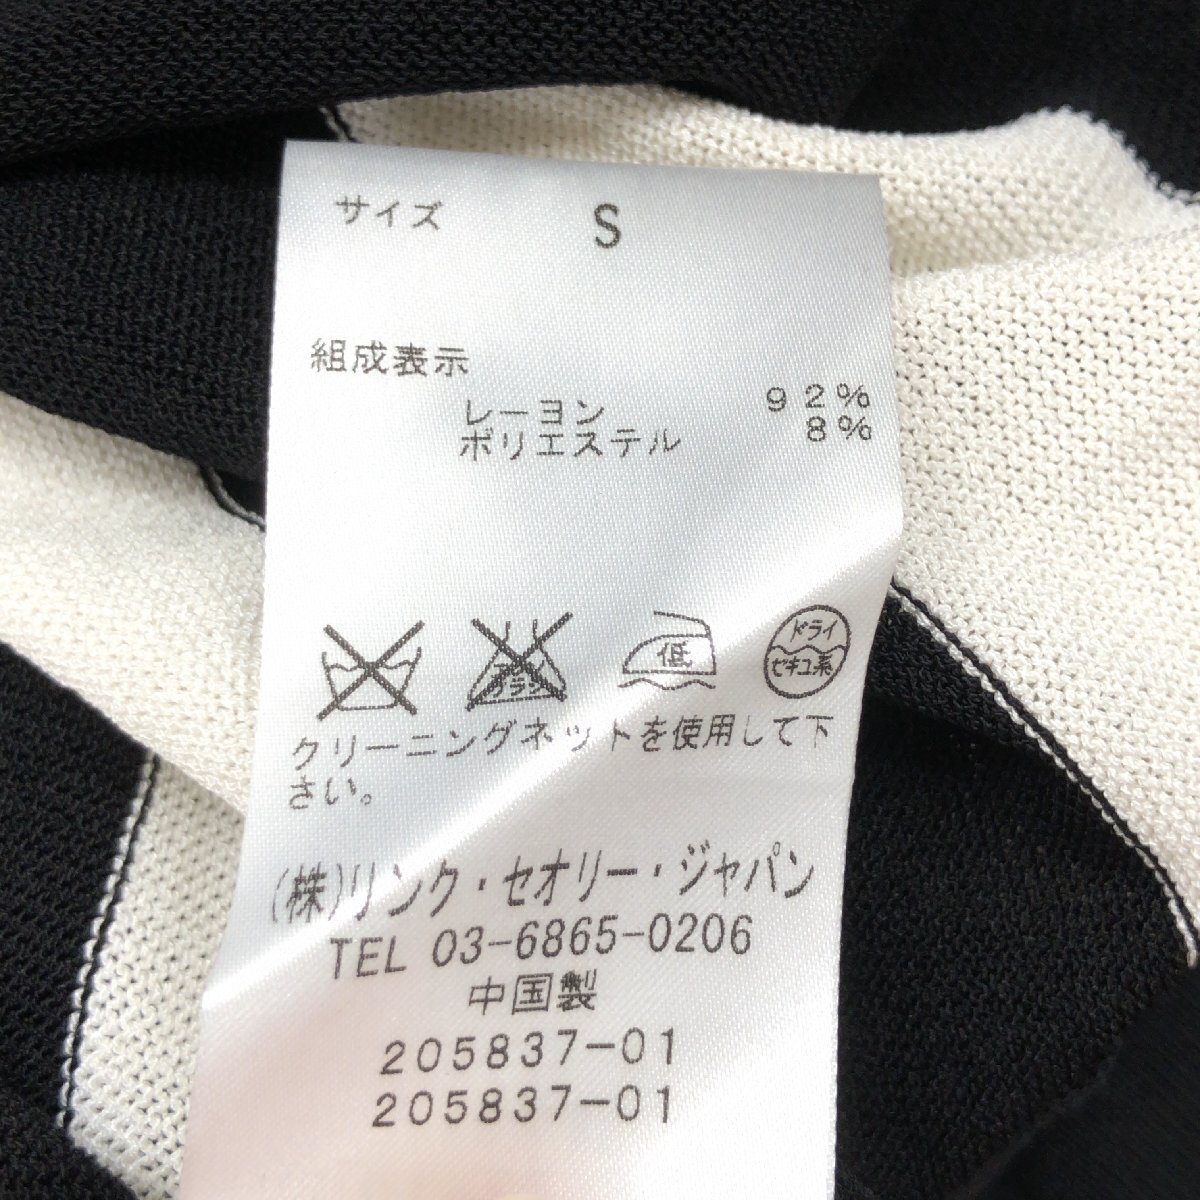 サイズ S
組成表示
レーヨン 92%
ポリエステル 8%
エンソ
低
ドライ
セキユ系
クリーニングネットを使用して下
さい。
(株)リンク・セオリー・ジャパン
TEL 03-6865-0206
中国製
205837-01
205837-01